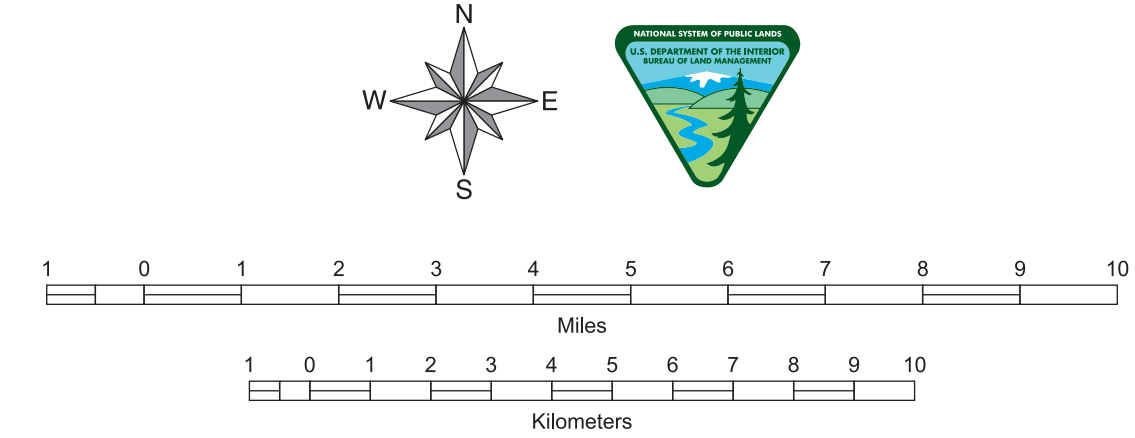 N
W E
S
NATIONAL SYSTEM OF PUBLIC LANDS
U.S. DEPARTMENT OF THE INTERIOR
BUREAU OF LAND MANAGEMENT
1 0 1 2 3 4 5 6 7 8 9 10
Miles
1 0 1 2 3 4 5 6 7 8 9 10
Kilometers